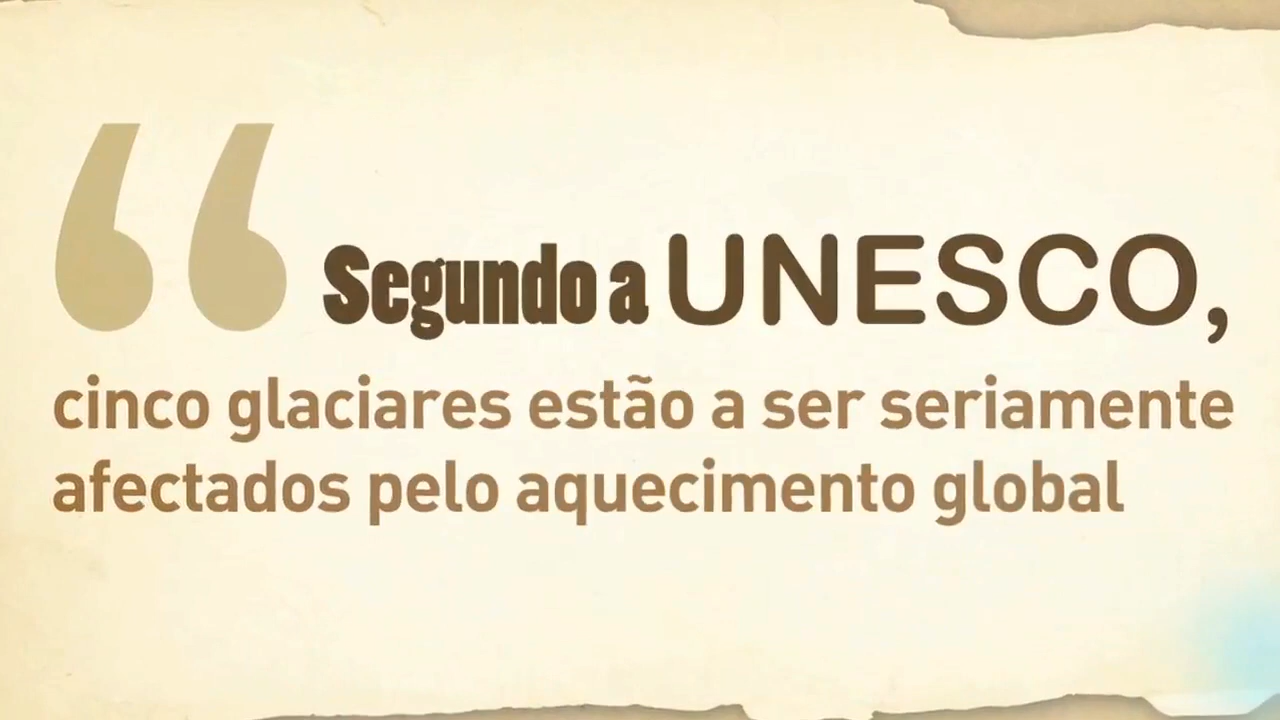 “Segundo a UNESCO,
cinco glaciares estão a ser seriamente
afectados pelo aquecimento global